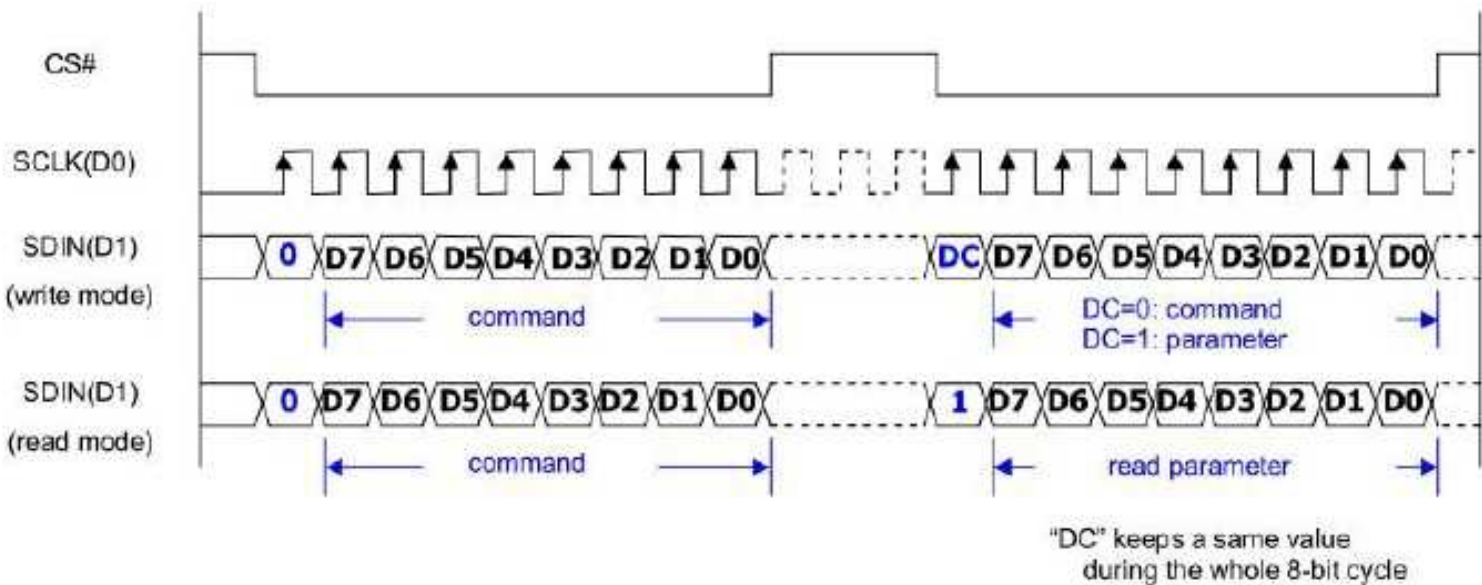 CS#
SCLK(D0)
SDIN(D1)
(write mode)
0 D7 D6 D5 D4 D3 D2 D1 D0
DC D7 D6 D5 D4 D3 D2 D1 D0
command
DC=0: command
DC=1: parameter
SDIN(D1)
(read mode)
0 D7 D6 D5 D4 D3 D2 D1 D0
1 D7 D6 D5 D4 D3 D2 D1 D0
command
read parameter
"DC" keeps a same value
during the whole 8-bit cycle